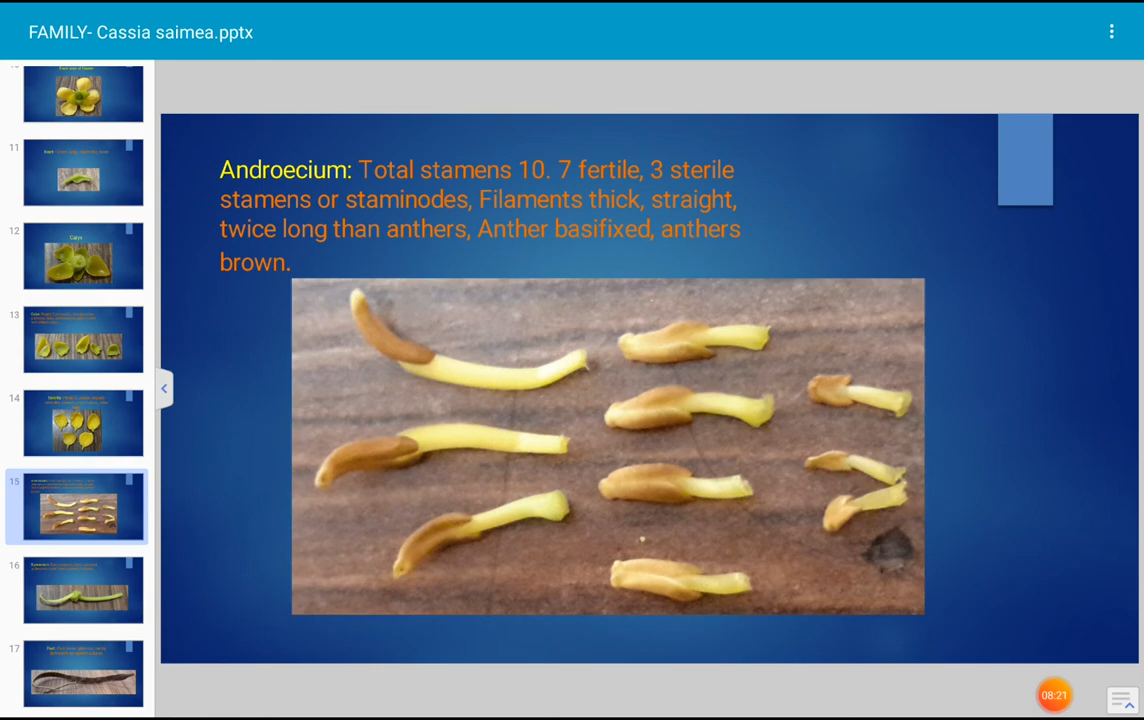 FAMILY- Cassia saimea.pptx
11
12
Calyx
13
14
15
16
17
Androecium: Total stamens 10. 7 fertile, 3 sterile
stamens or staminodes, Filaments thick, straight,
twice long than anthers, Anther basifixed, anthers
brown.
08:21